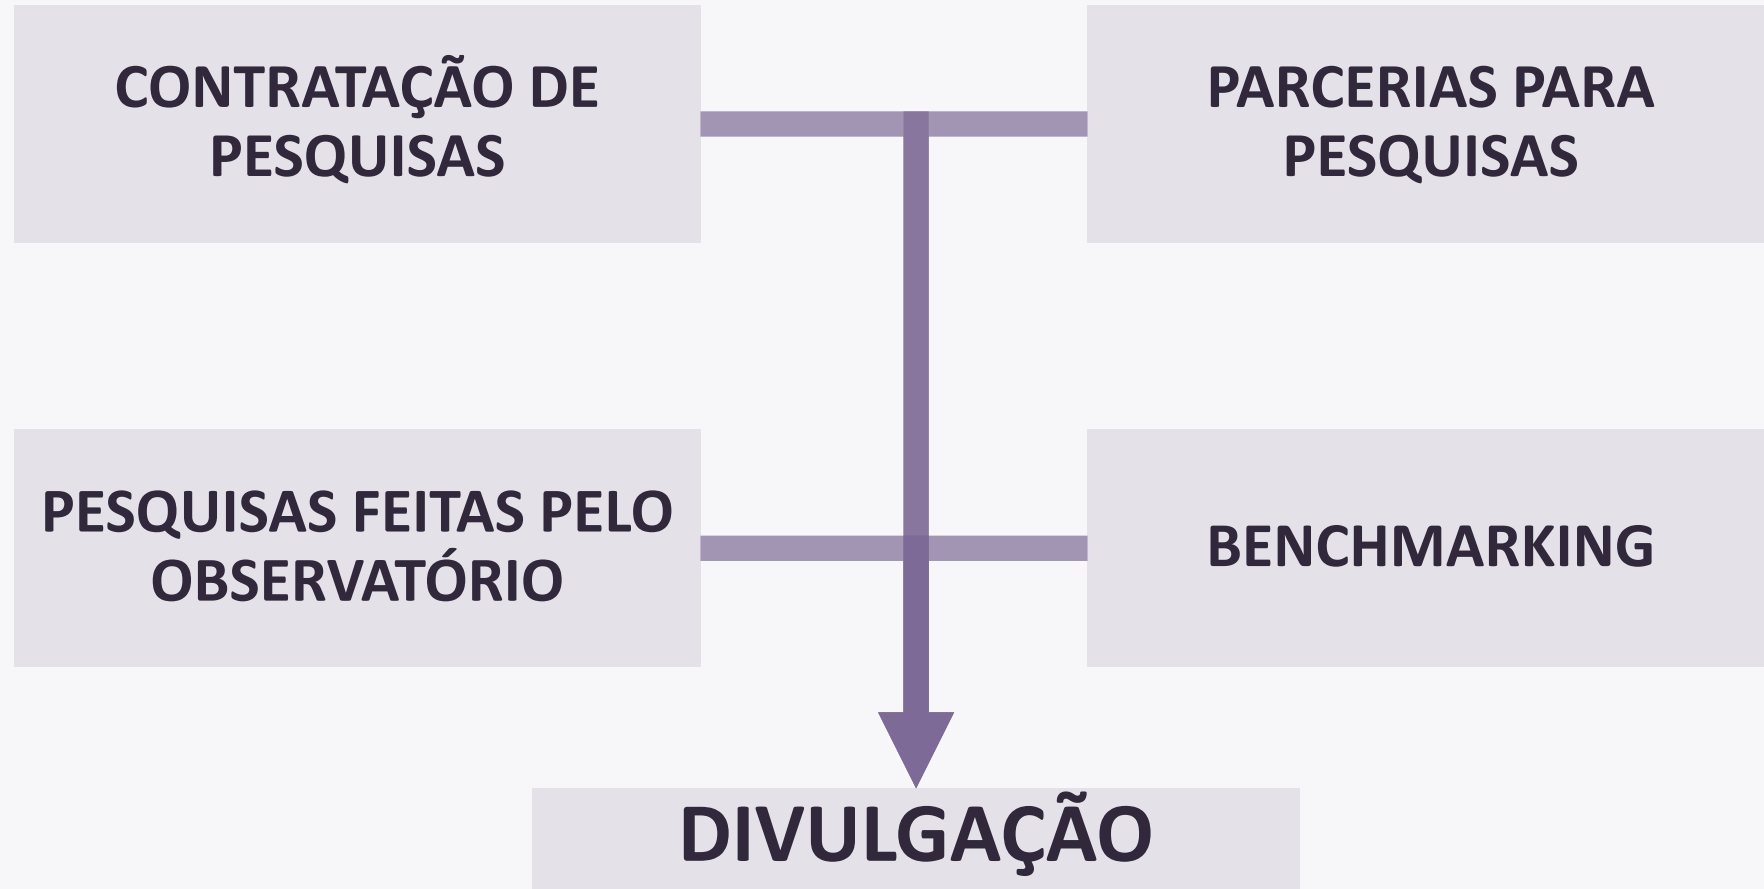 CONTRATAÇÃO DE
PESQUISAS
PARCERIAS PARA
PESQUISAS
PESQUISAS FEITAS PELO
OBSERVATÓRIO
BENCHMARKING
DIVULGAÇÃO